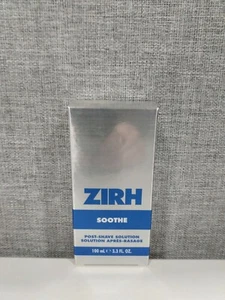 ZIRH
SOOTHE
POST-SHAVE SOLUTION
SOLUTION APRÈS-RASAGE
100 mL ℮ 3.3 FL. OZ.